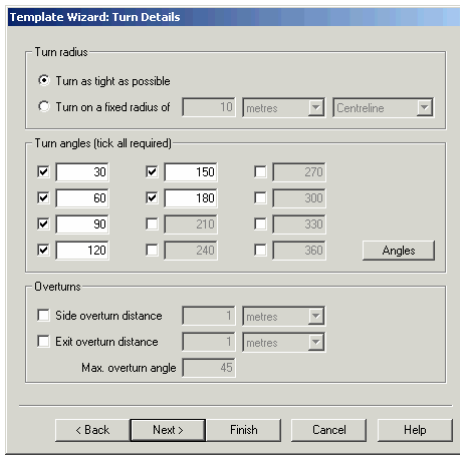 Template Wizard: Turn Details
Turn radius
Turn as tight as possible
Turn on a fixed radius of 10 metres Centreline
Turn angles (tick all required)
30 150 270
60 180 300
90 210 330
120 240 360 Angles
Overturns
Side overturn distance 1 metres
Exit overturn distance 1 metres
Max. overturn angle 45
< Back Next > Finish Cancel Help